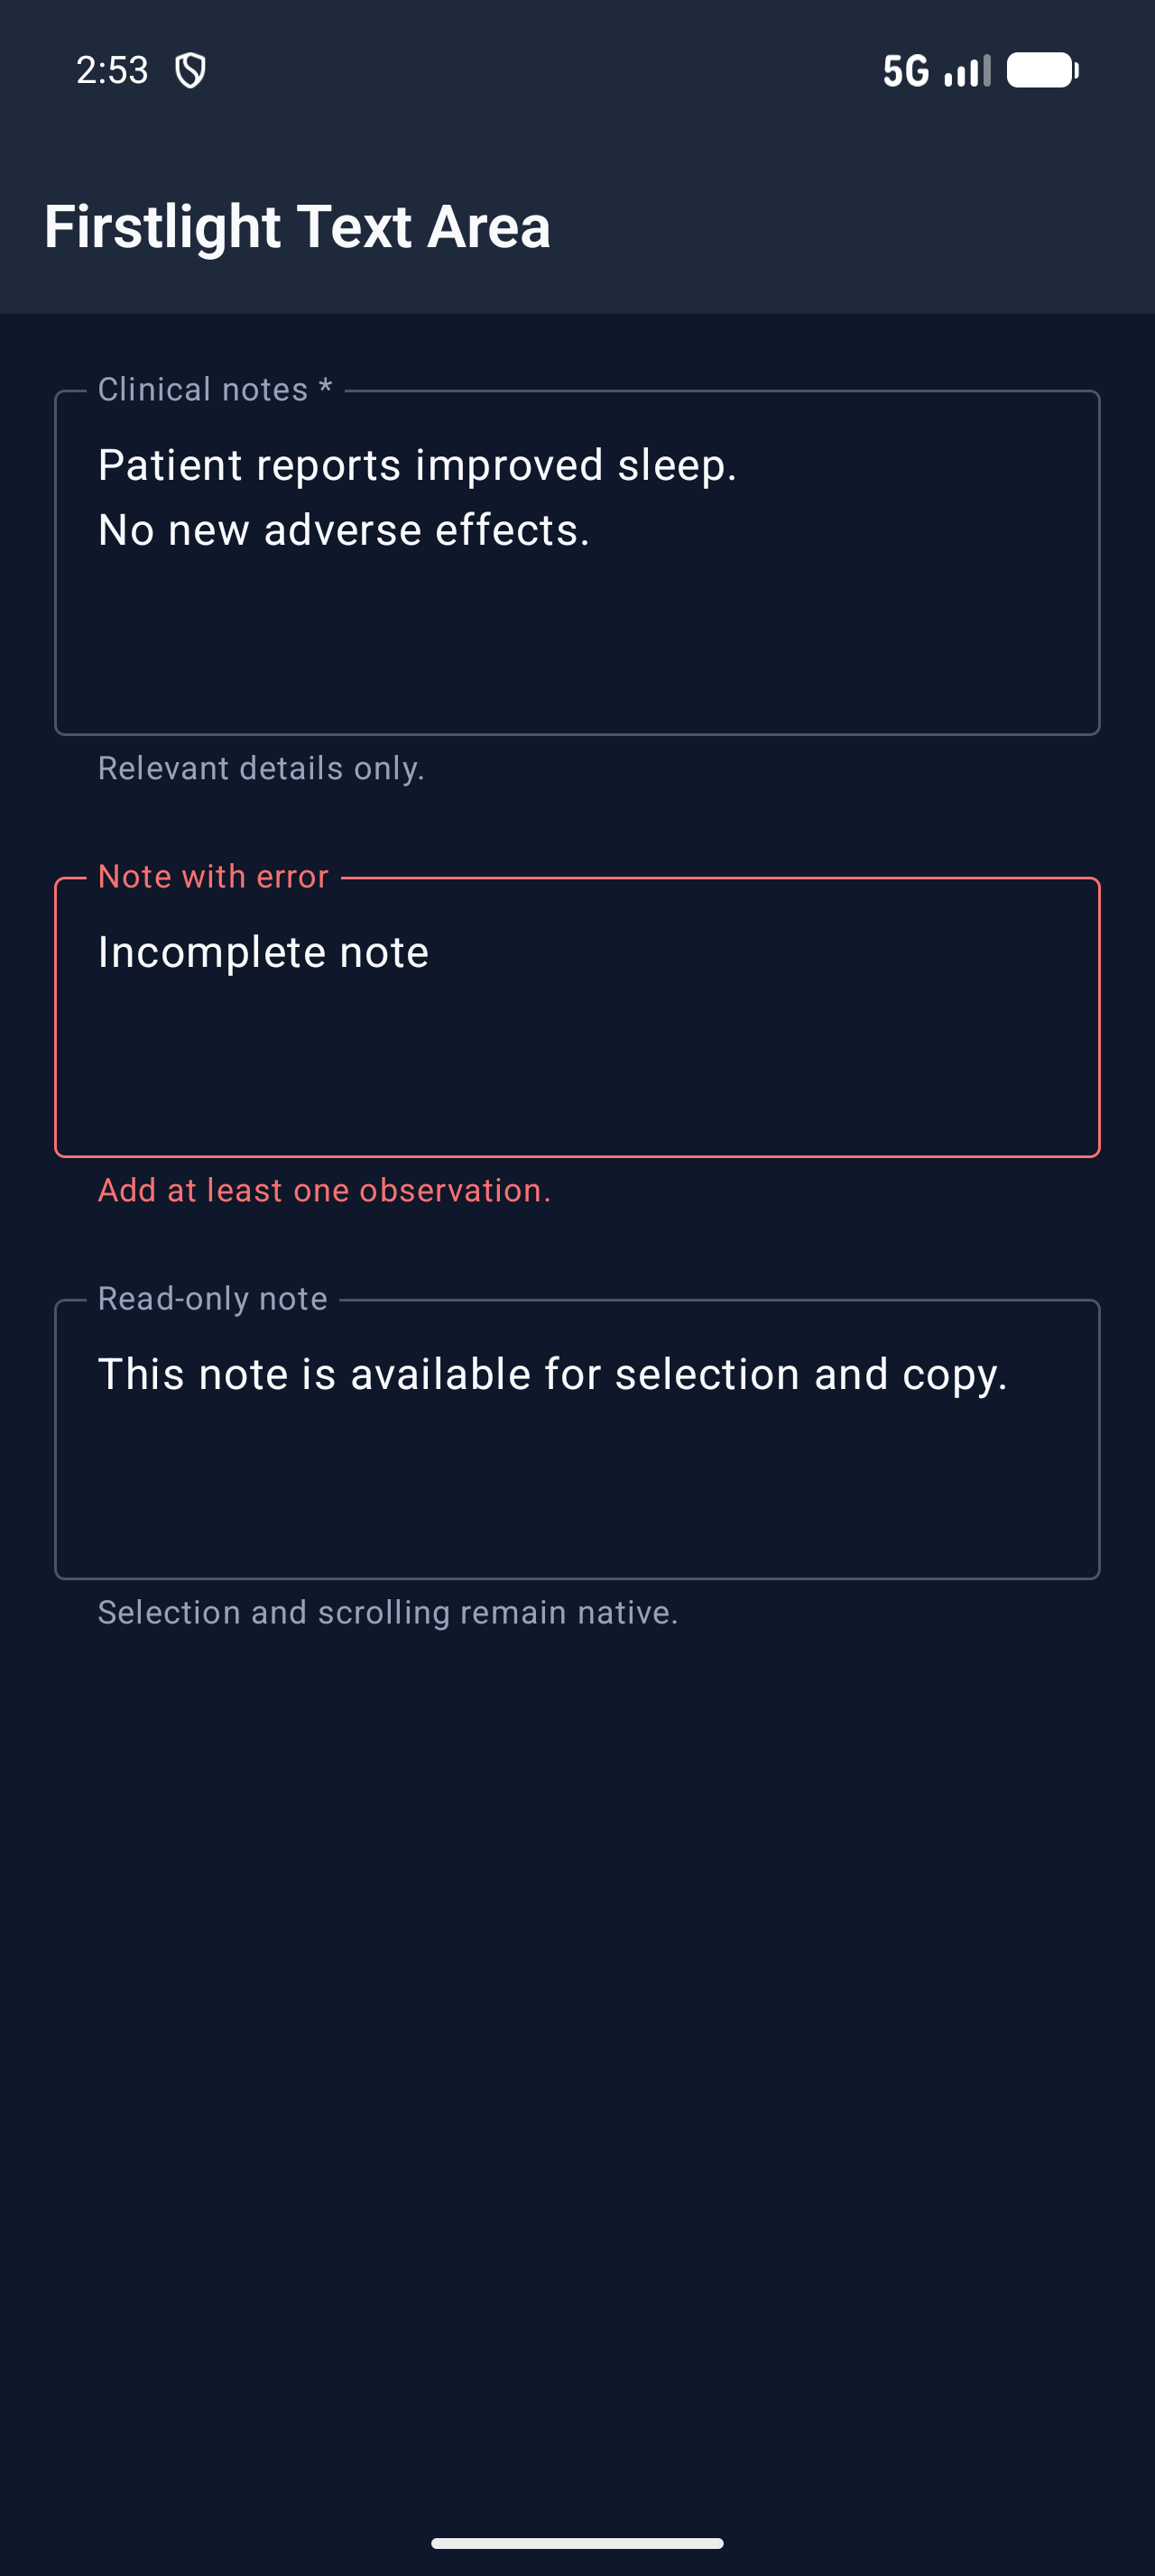 2:53
5G
Firstlight Text Area
Clinical notes *
Patient reports improved sleep.
No new adverse effects.
Relevant details only.
Note with error
Incomplete note
Add at least one observation.
Read-only note
This note is available for selection and copy.
Selection and scrolling remain native.